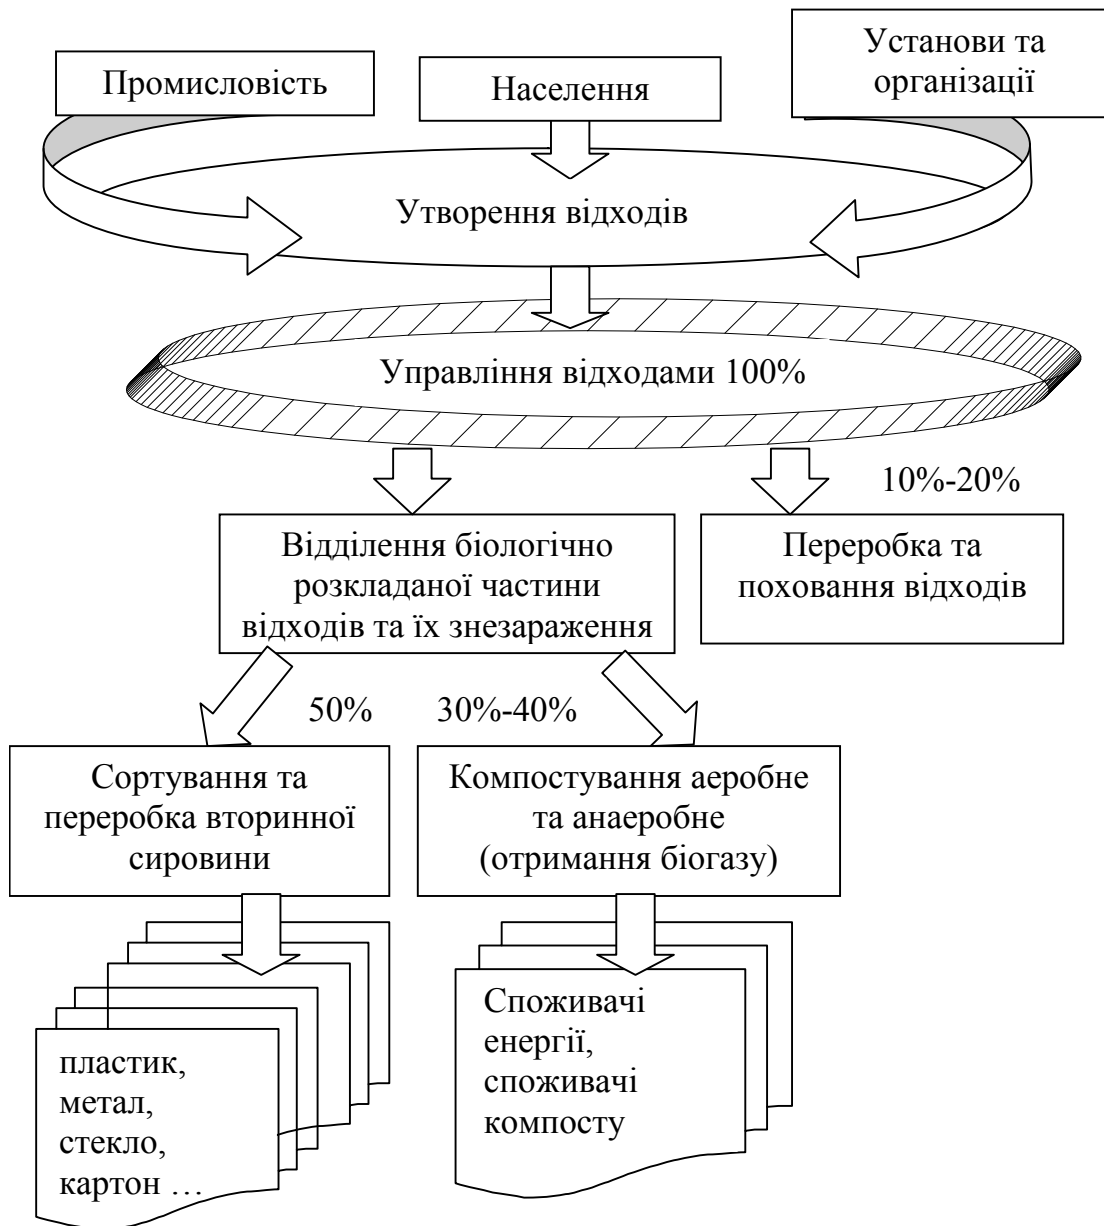 Промисловість
Населення
Установи та
організації
Утворення відходів
Управління відходами 100%
10%-20%
Відділення біологічно
розкладаної частини
відходів та їх знезараження
Переробка та
поховання відходів
50%
30%-40%
Сортування та
переробка вторинної
сировини
Компостування аеробне
та анаеробне
(отримання біогазу)
пластик,
метал,
стекло,
картон …
Споживачі
енергії,
споживачі
компосту